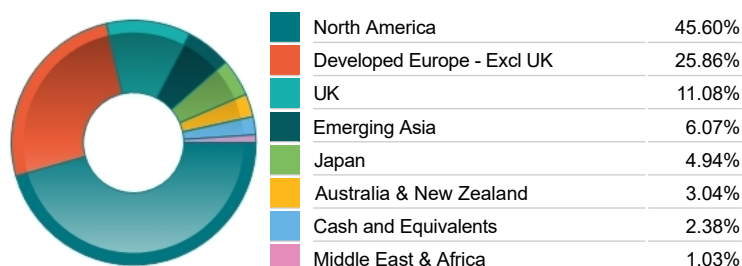 North America 45.60%
Developed Europe - Excl UK 25.86%
UK 11.08%
Emerging Asia 6.07%
Japan 4.94%
Australia & New Zealand 3.04%
Cash and Equivalents 2.38%
Middle East & Africa 1.03%